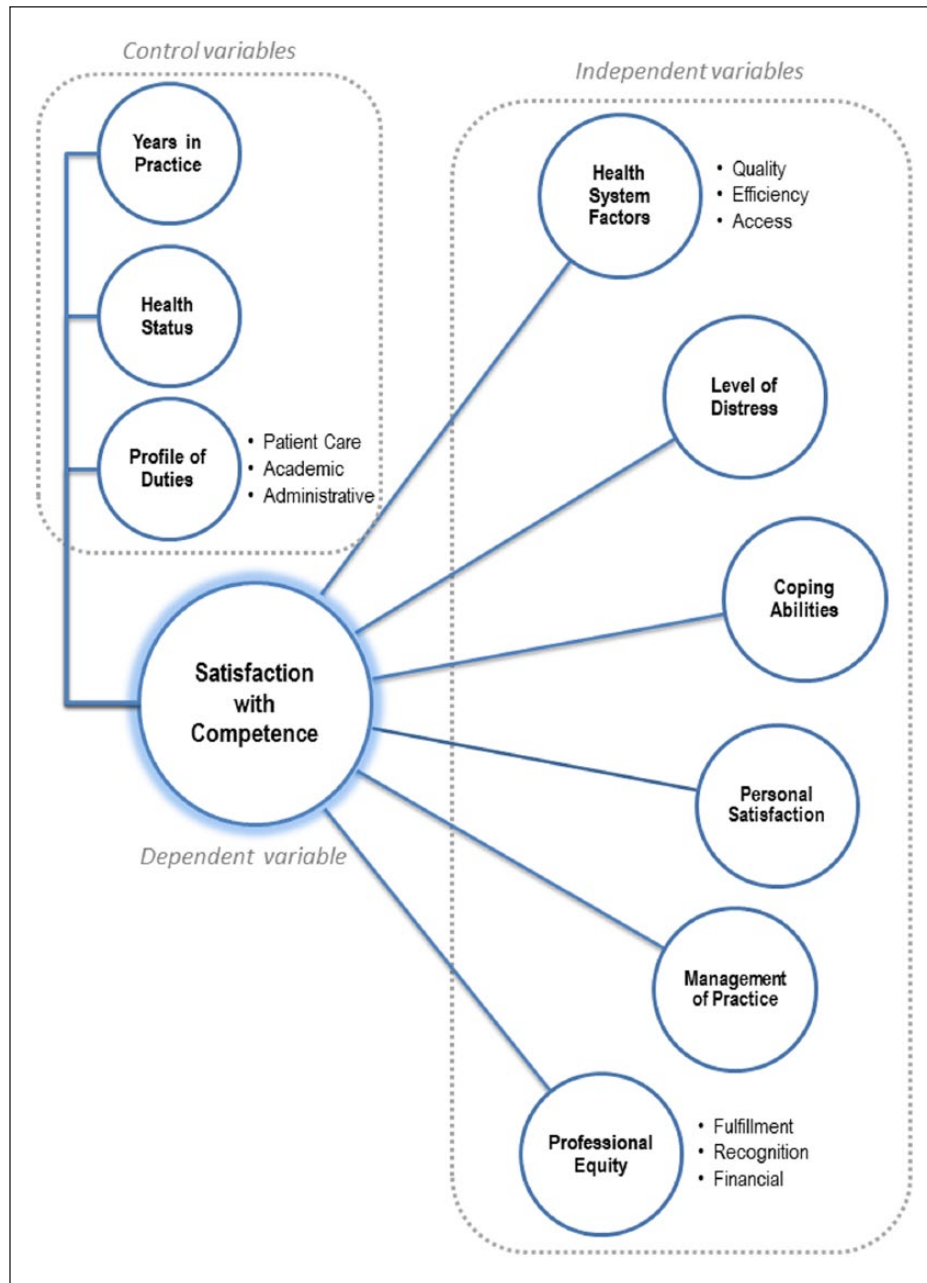 Control variables
Years in
Practice
Health
Status
Profile of
Duties
• Patient Care
• Academic
• Administrative
Satisfaction
with
Competence
Dependent variable
Independent variables
Health
System
Factors
• Quality
• Efficiency
• Access
Level of
Distress
Coping
Abilities
Personal
Satisfaction
Management
of Practice
Professional
Equity
• Fulfillment
• Recognition
• Financial